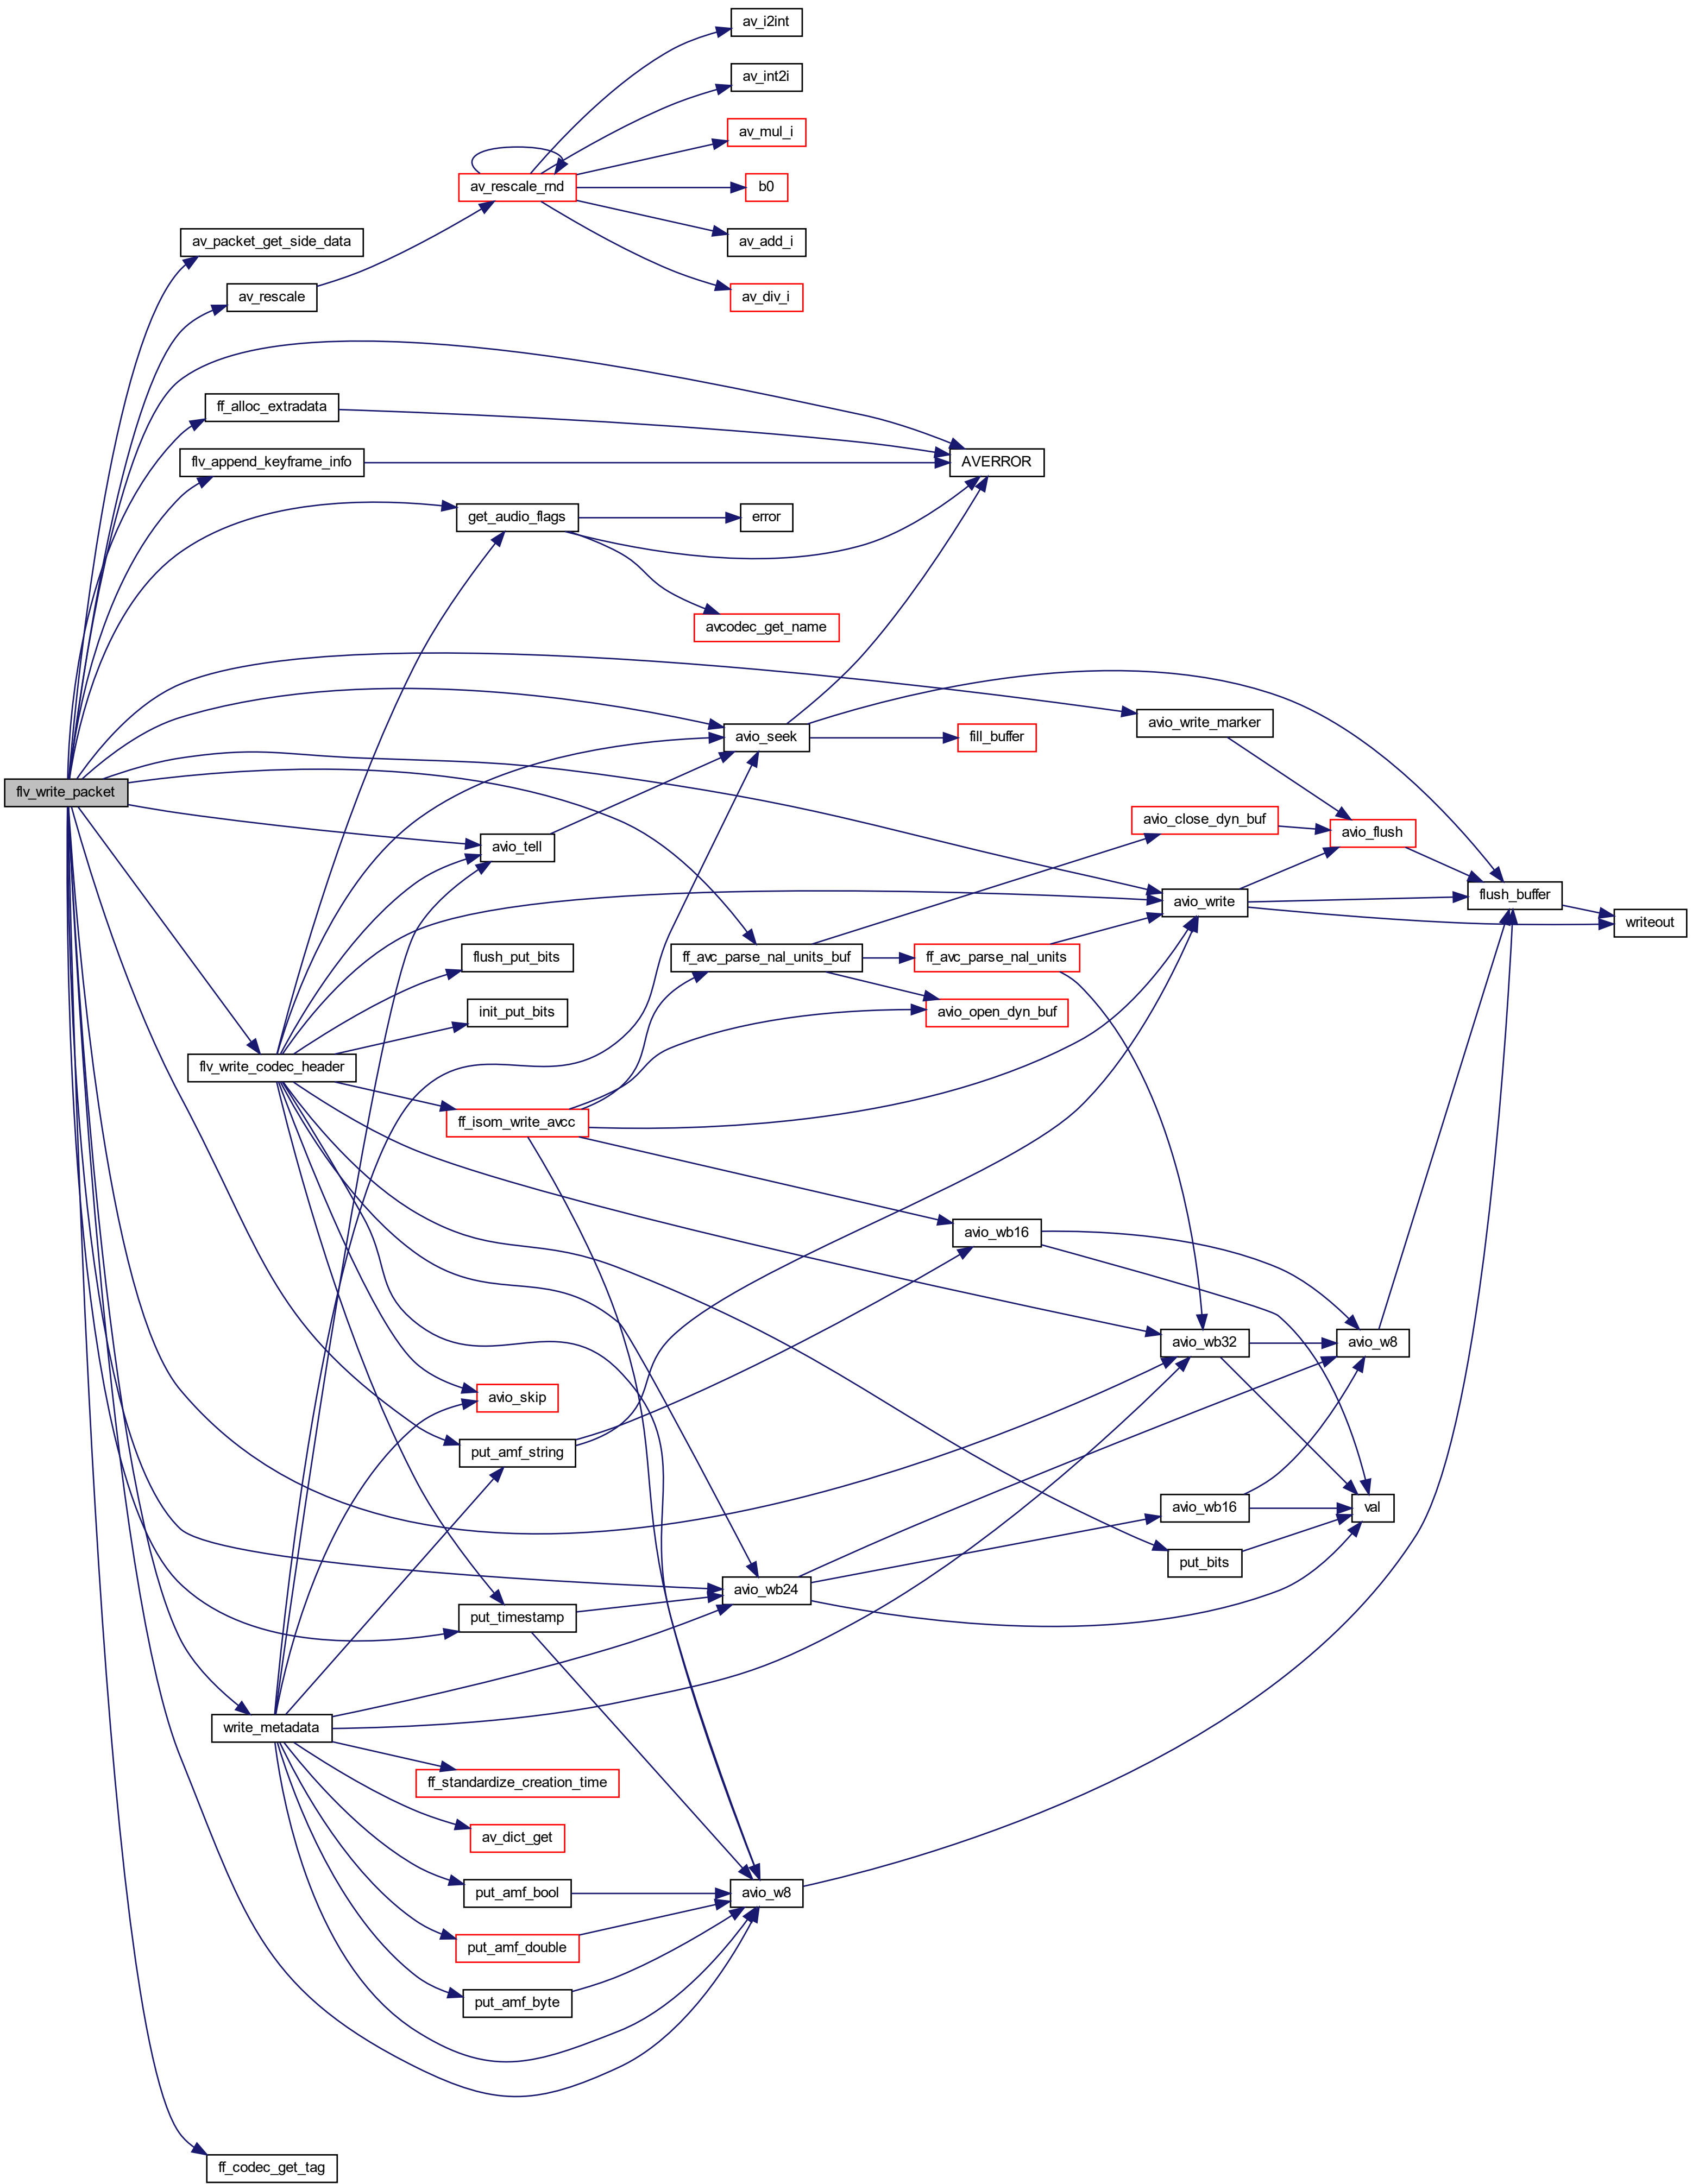 av_i2int
av_int2i
av_mul_i
av_rescale_rnd
b0
av_packet_get_side_data
av_add_i
av_rescale
av_div_i
ff_alloc_extradata
flv_append_keyframe_info
AVERROR
get_audio_flags
error
avcodec_get_name
avio_write_marker
avio_seek
fill_buffer
flv_write_packet
avio_close_dyn_buf
avio_flush
avio_tell
flush_buffer
avio_write
writeout
flush_put_bits
ff_avc_parse_nal_units_buf
ff_avc_parse_nal_units
init_put_bits
avio_open_dyn_buf
flv_write_codec_header
ff_isom_write_avcc
avio_wb16
avio_wb32
avio_w8
avio_skip
put_amf_string
avio_wb16
val
put_bits
avio_wb24
put_timestamp
write_metadata
ff_standardize_creation_time
av_dict_get
put_amf_bool
avio_w8
put_amf_double
put_amf_byte
ff_codec_get_tag